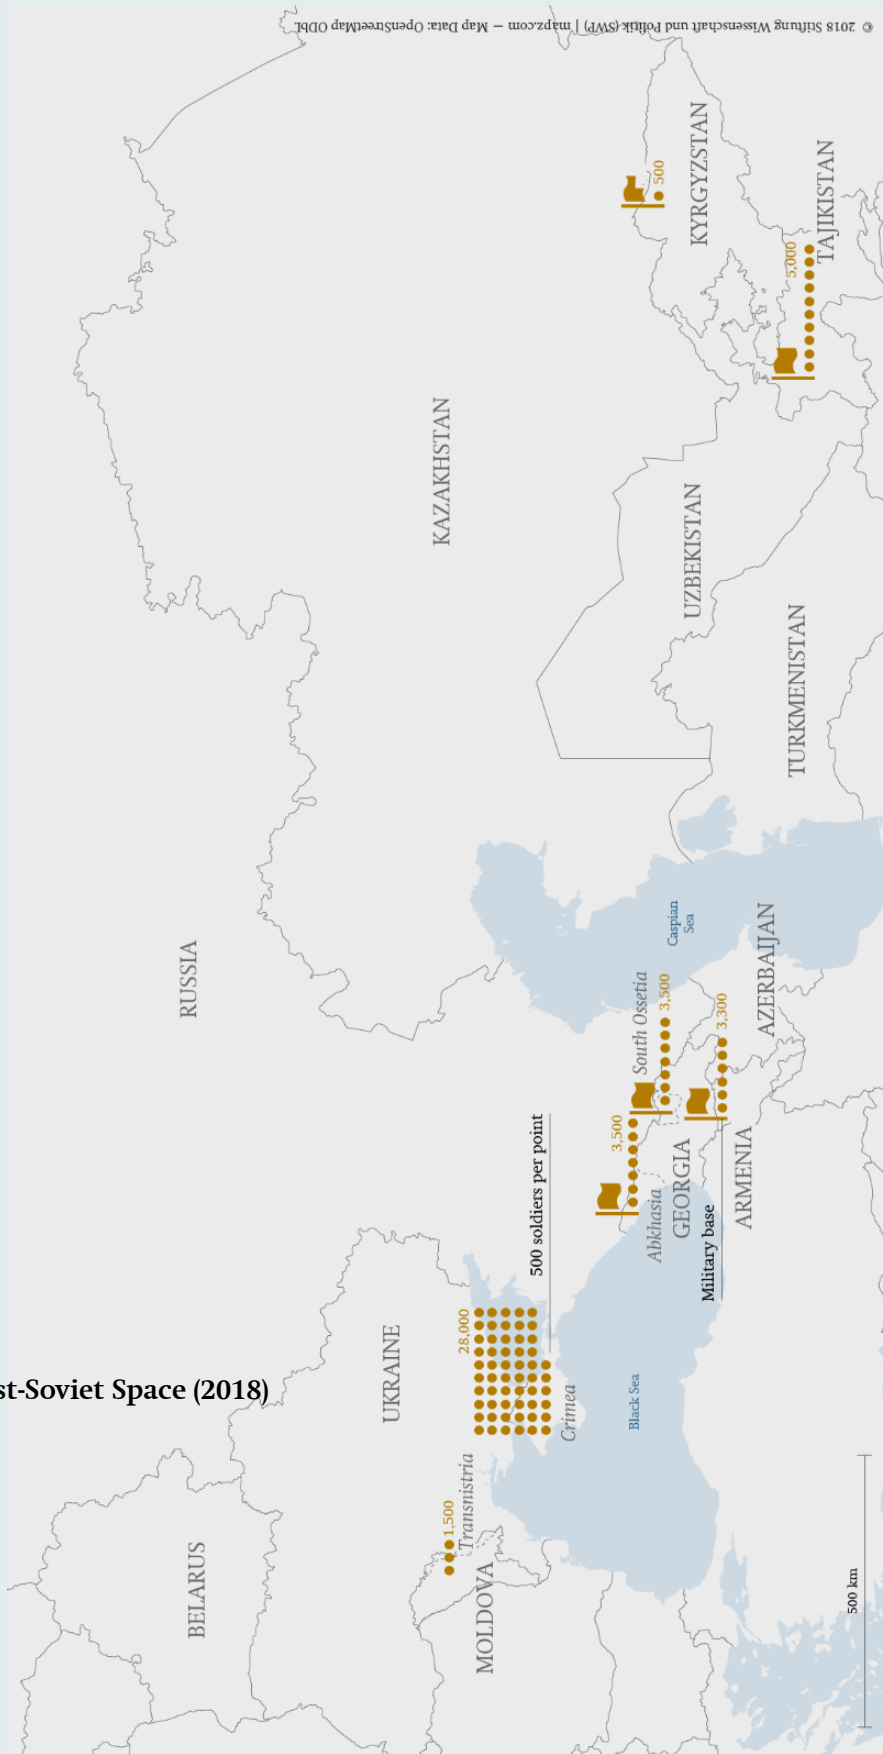 st-Soviet Space (2018)
RUSSIA
BELARUS
UKRAINE
KAZAKHSTAN
1,500
Transnistria
MOLDOVA
28,000
Crimea
500 soldiers per point
Black Sea
3,500
Abkhasia
GEORGIA
South Ossetia
3,500
Military base
3,300
ARMENIA
AZERBAIJAN
Caspian
Sea
UZBEKISTAN
TURKMENISTAN
500
KYRGYZSTAN
5,000
TAJIKISTAN
500 km
© 2018 Stiftung Wissenschaft und Politik (SWP) | mapz.com — Map Data: OpenStreetMap ODbL